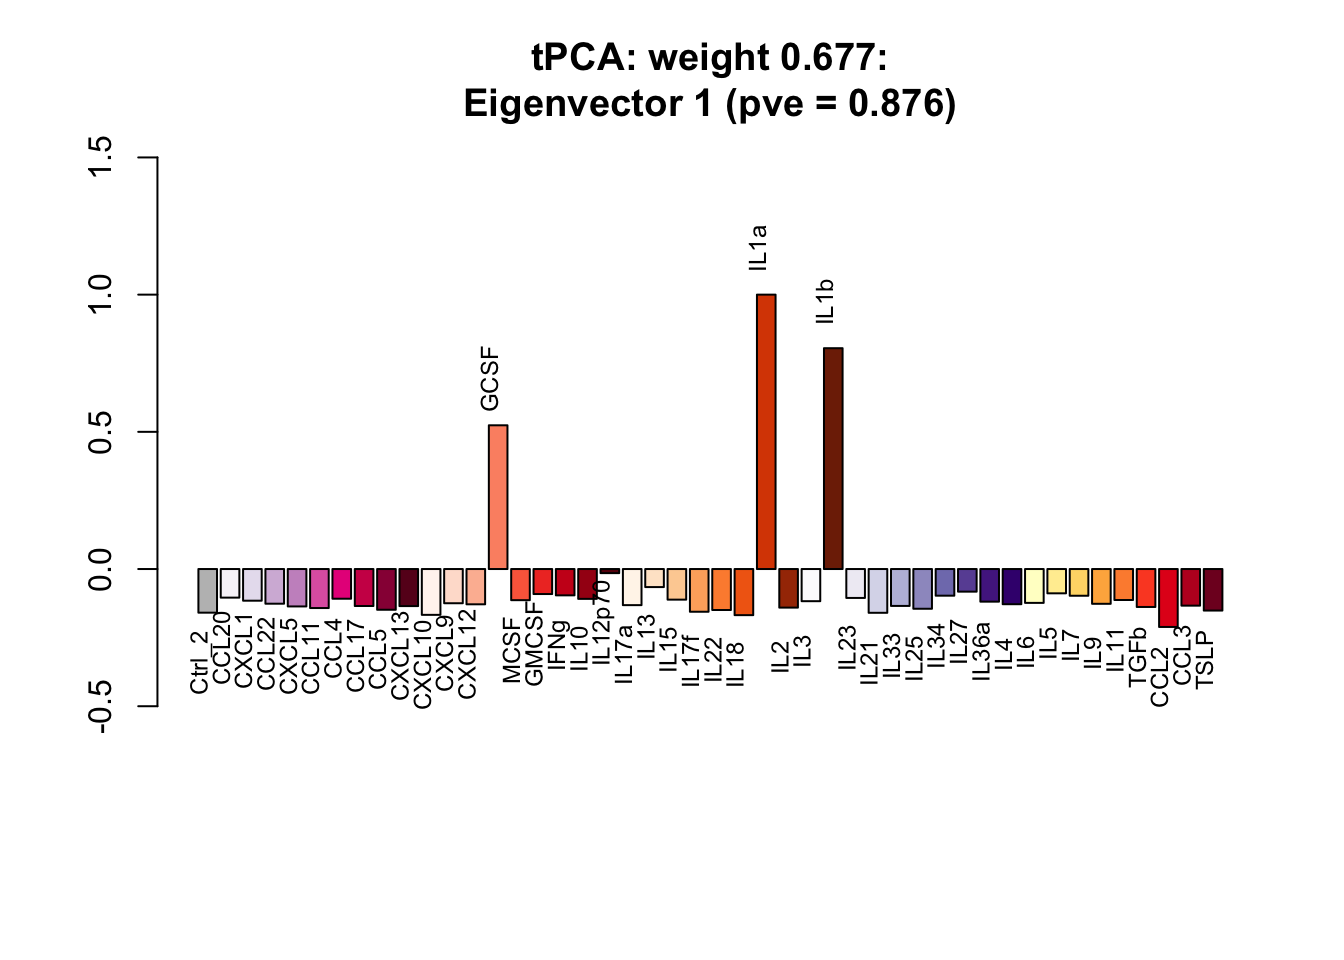 tPCA: weight 0.677:
Eigenvector 1 (pve = 0.876)
1.5
1.0
0.5
0.0
-0.5
Ctrl_2
CCL20
CXCL1
CCL22
CXCL5
CCL11
CCL4
CCL17
CCL5
CXCL13
CXCL10
CXCL9
CXCL12
GCSF
MCSF
GMCSF
IFNg
IL10
IL12p70
IL17a
IL13
IL15
IL17f
IL22
IL18
IL1a
IL2
IL3
IL1b
IL23
IL21
IL33
IL25
IL34
IL27
IL36a
IL4
IL6
IL5
IL7
IL9
IL11
TGFb
CCL2
CCL3
TSLP